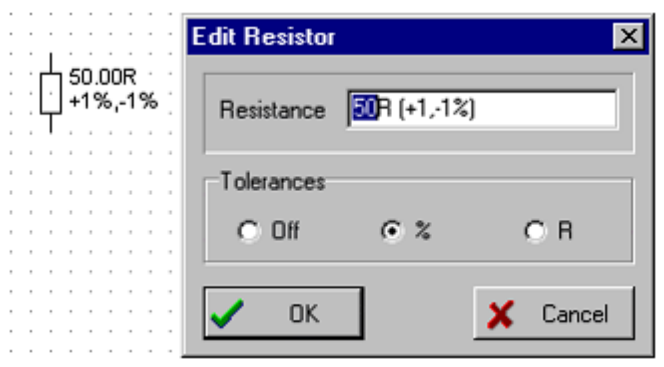 50.00R
+1%,-1%
Edit Resistor
Resistance 50R (+1,-1%)
Tolerances
Off % R
OK Cancel